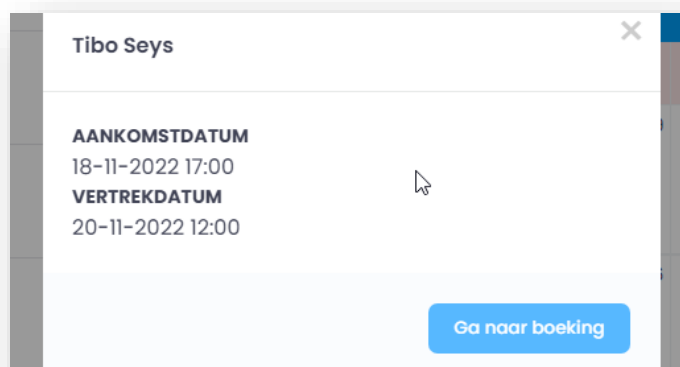 Tibo Seys
AANKOMSTDATUM
18-11-2022 17:00
VERTREKDATUM
20-11-2022 12:00
Ga naar boeking